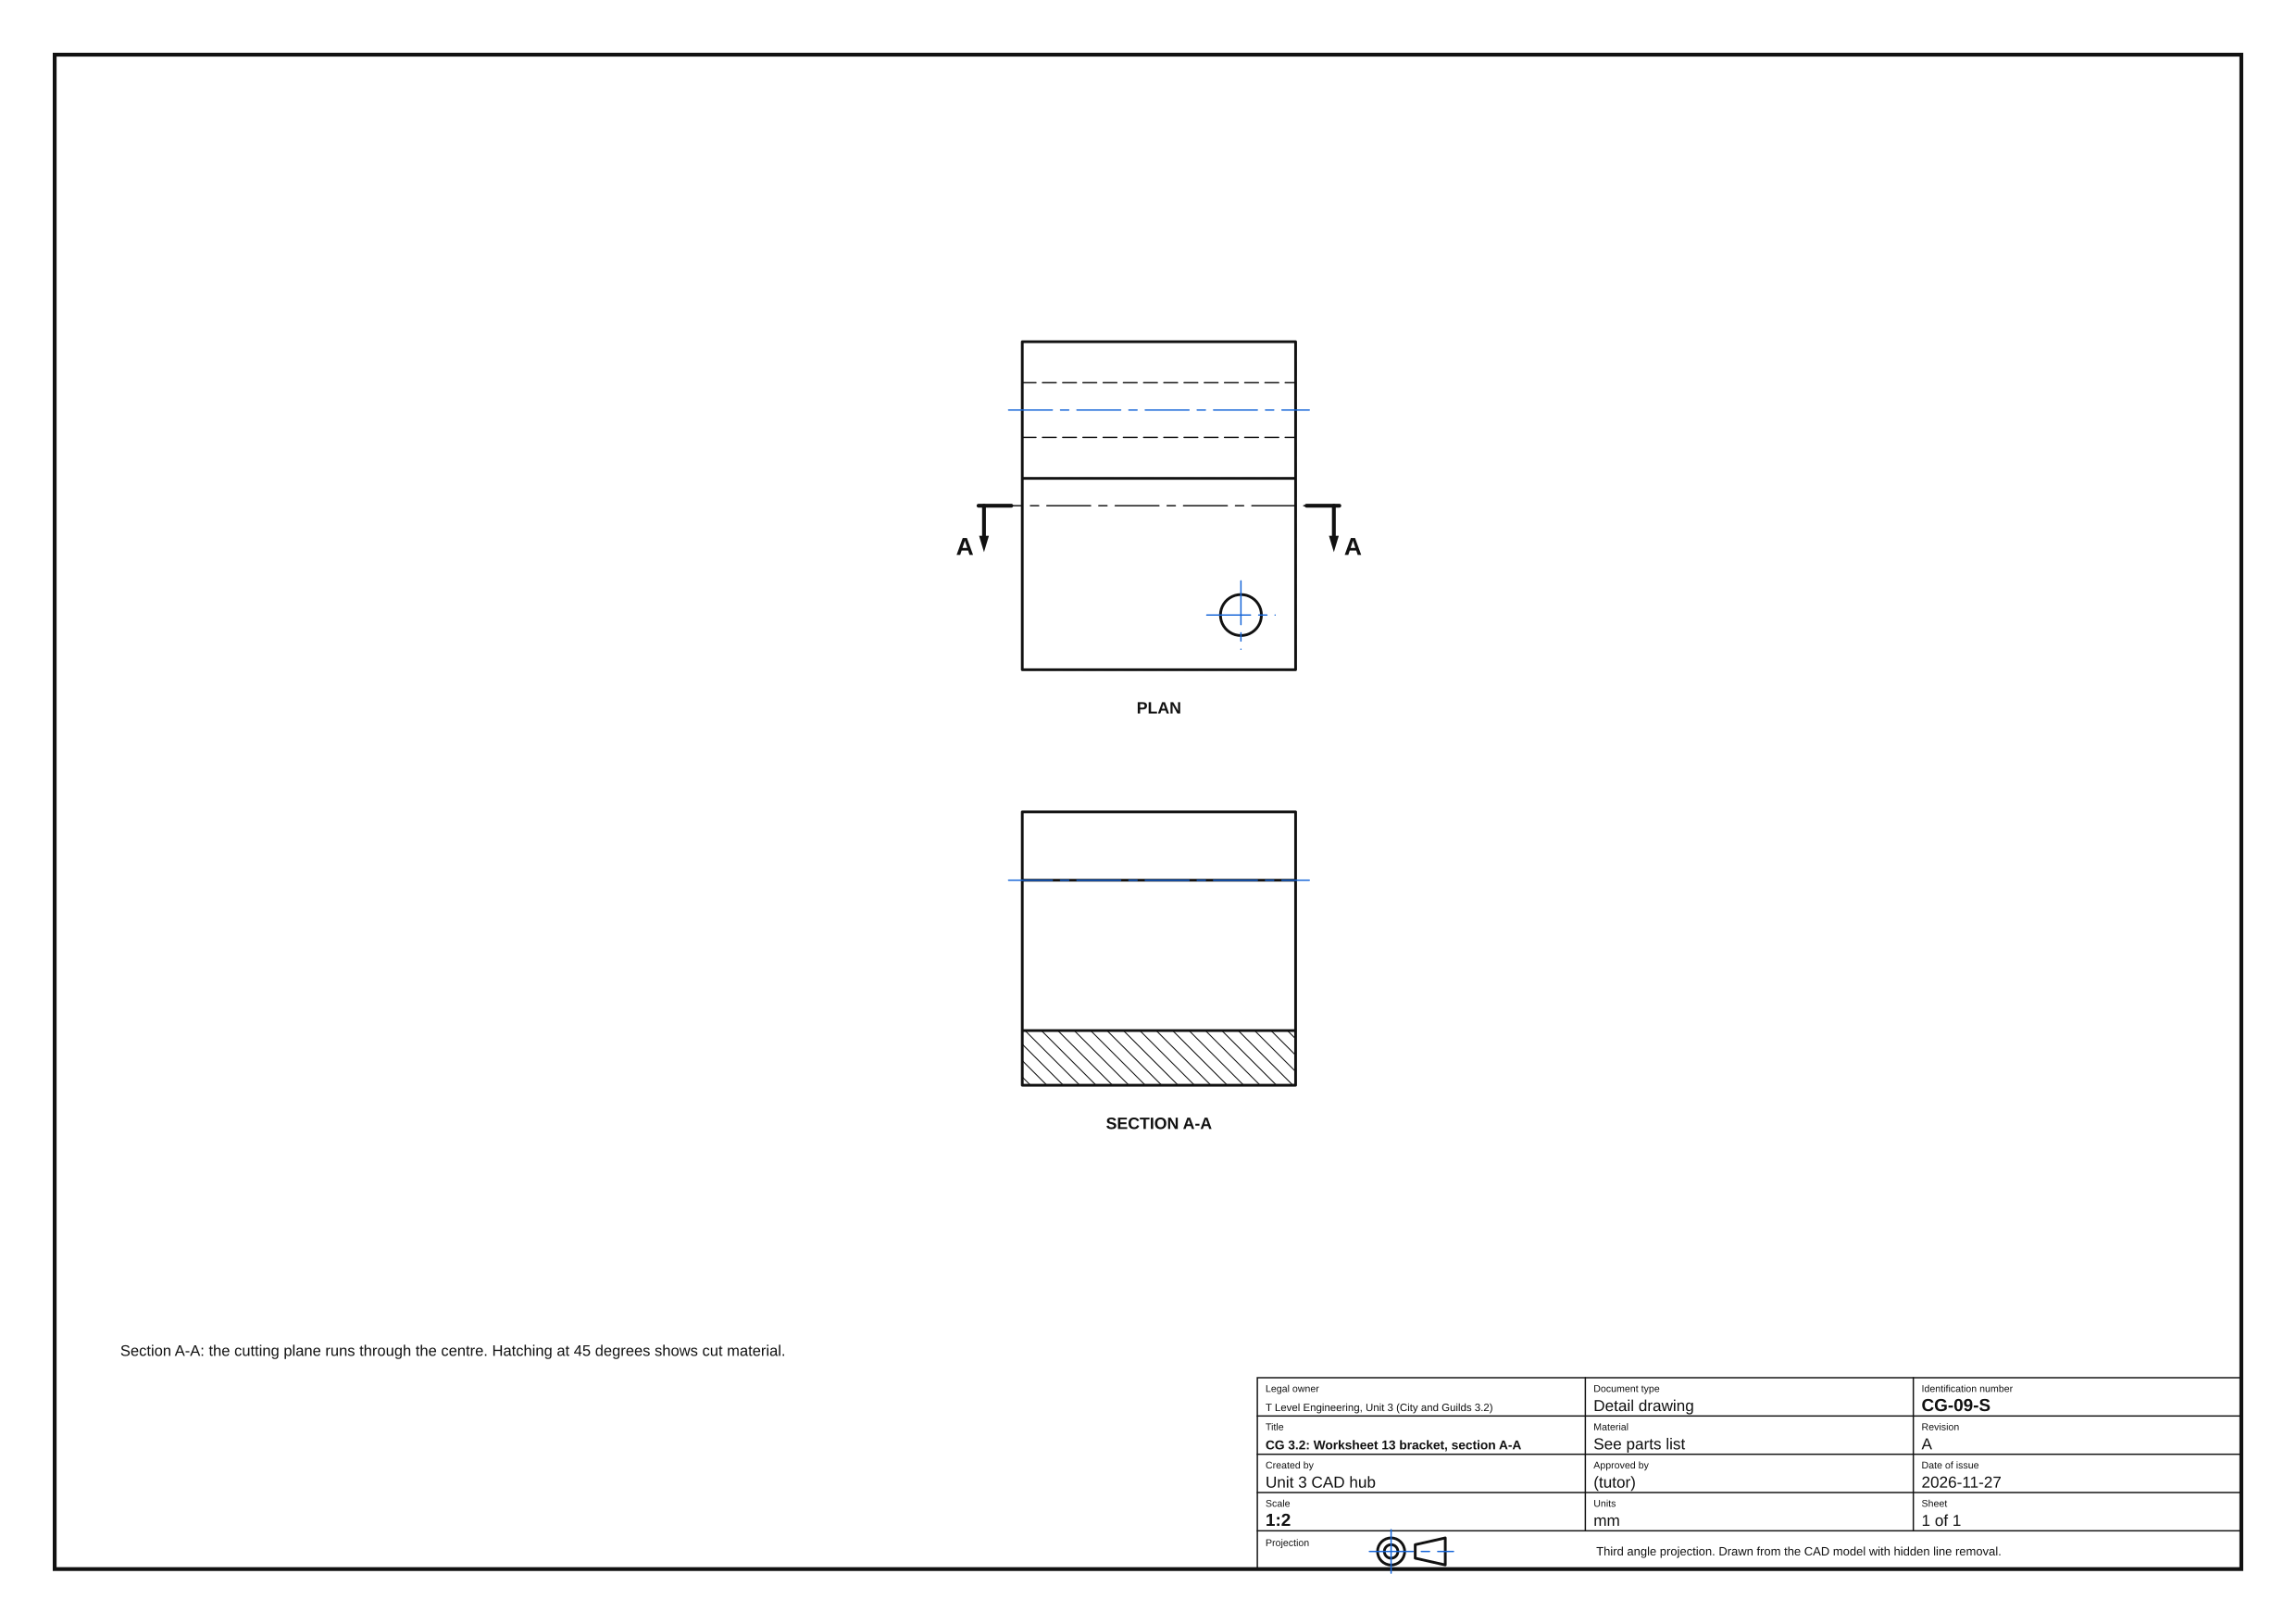 A A
PLAN
SECTION A-A
Section A-A: the cutting plane runs through the centre. Hatching at 45 degrees shows cut material.
Legal owner Document type Identification number
T Level Engineering, Unit 3 (City and Guilds 3.2) Detail drawing CG-09-S
Title Material Revision
CG 3.2: Worksheet 13 bracket, section A-A See parts list A
Created by Approved by Date of issue
Unit 3 CAD hub (tutor) 2026-11-27
Scale Units Sheet
1:2 mm 1 of 1
Projection Third angle projection. Drawn from the CAD model with hidden line removal.